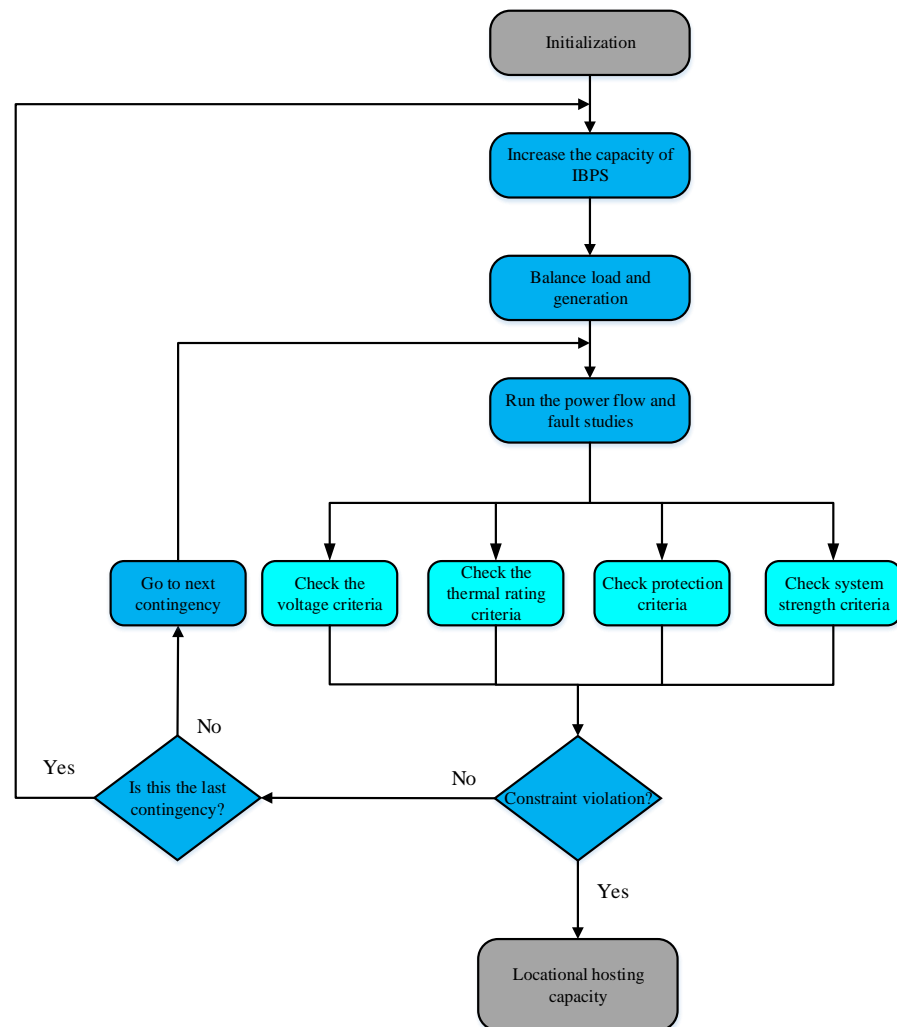 Initialization
Increase the capacity of
IBPS
Balance load and
generation
Run the power flow and
fault studies
Go to next
contingency
Check the
voltage criteria
Check the
thermal rating
criteria
Check protection
criteria
Check system
strength criteria
No
Yes
Is this the last
contingency?
No
Constraint violation?
Yes
Locational hosting
capacity